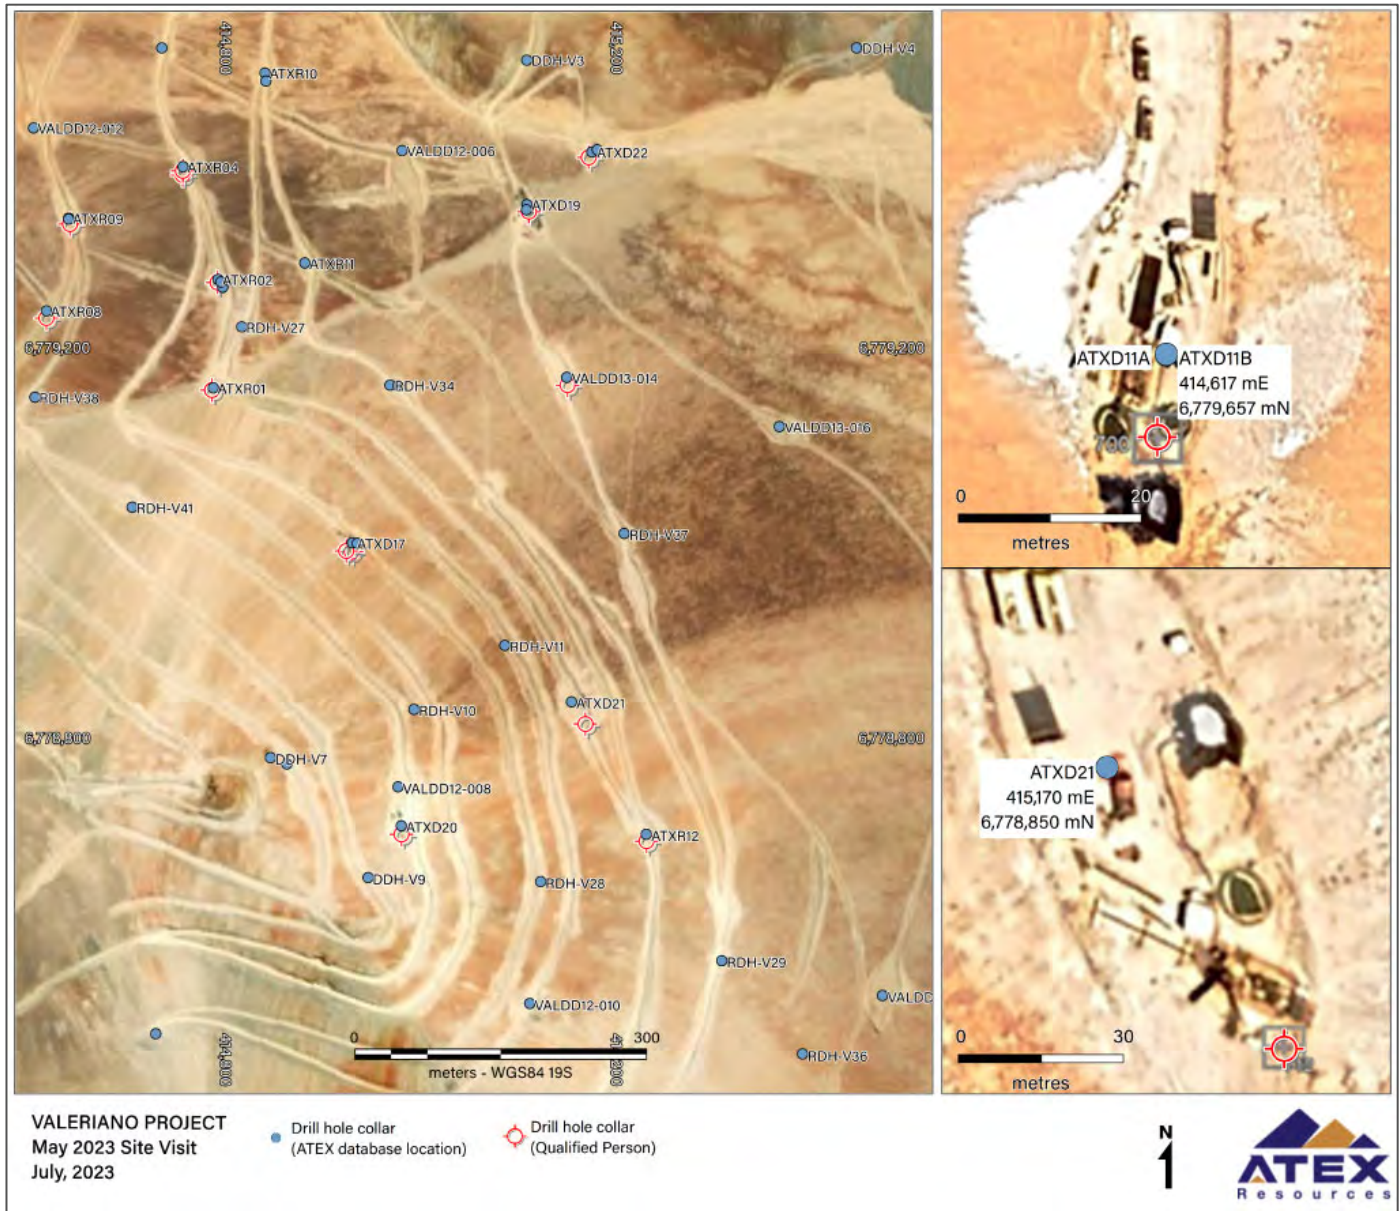 414,800
415,200
DDH-V3
DDH-V4
ATXR10
VALDD12-012
VALDD12-006
ATXD22
ATXR04
ATXD19
ATXR09
ATXR11
ATXR02
ATXR08
RDH-V27
6,779,200
6,779,200
VALDD13-014
RDH-V34
ATXR01
RDH-V38
VALDD13-016
RDH-V41
RDH-V37
ATXD17
RDH-V11
ATXD21
RDH-V10
6,778,800
6,778,800
DDH-V7
VALDD12-008
ATXD20
ATXR12
DDH-V9
RDH-V28
RDH-V29
VALDD
VALDD12-010
RDH-V36
414,800
415,200
0 300
meters - WGS84 19S
ATXD11A
ATXD11B
414,617 mE
6,779,657 mN
700
0 20
metres
ATXD21
415,170 mE
6,778,850 mN
0 30
metres
VALERIANO PROJECT
May 2023 Site Visit
July, 2023
Drill hole collar
(ATEX database location)
Drill hole collar
(Qualified Person)
N
ATEX
Resources